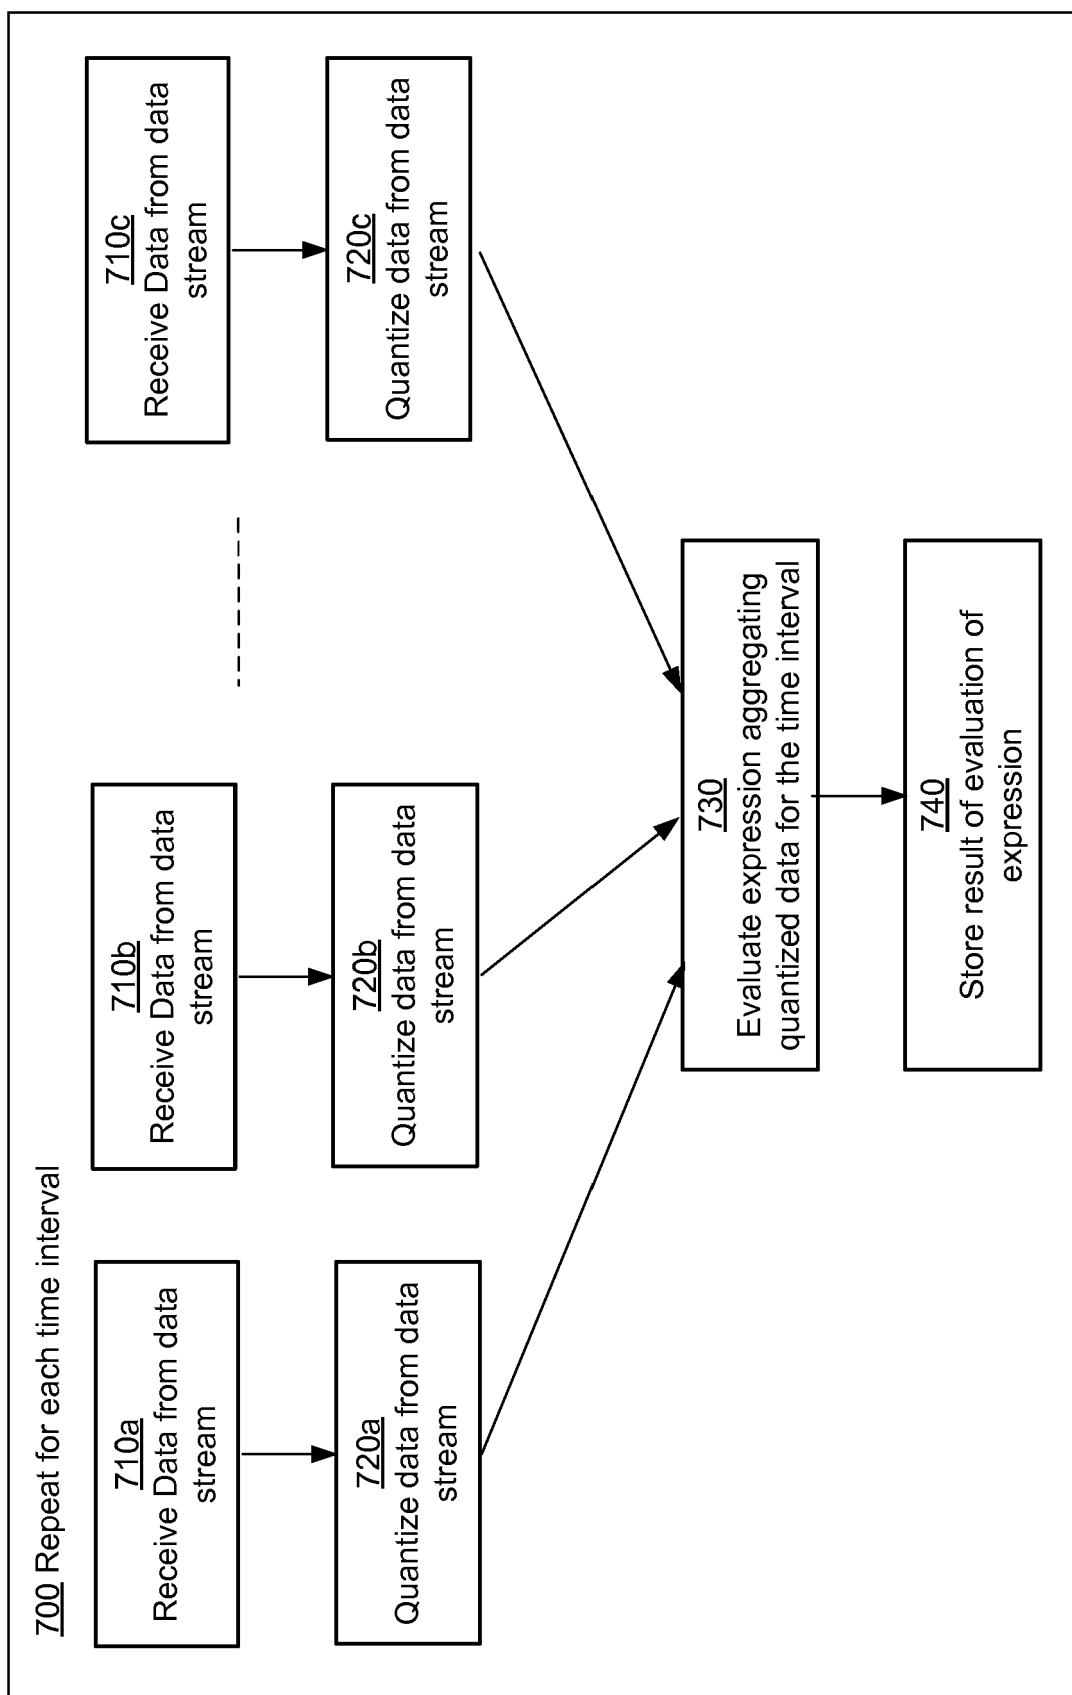 700 Repeat for each time interval
710a
Receive Data from data
stream
710b
Receive Data from data
stream
710c
Receive Data from data
stream
720a
Quantize data from data
stream
720b
Quantize data from data
stream
720c
Quantize data from data
stream
730
Evaluate expression aggregating
quantized data for the time interval
740
Store result of evaluation of
expression